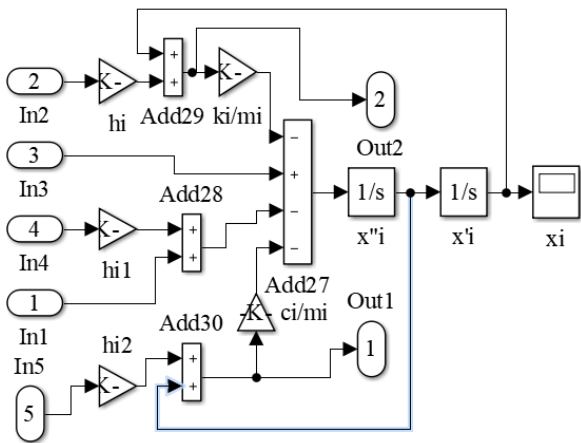 2
In2
K-
hi
+
+
Add29
K-
ki/mi
2
Out2
3
In3
4
In4
K-
hi1
Add28
+
+
1
In1
−
+
−
−
Add27
1/s
x"i
1/s
x'i
xi
-K-
ci/mi
Out1
1
In5
5
hi2
K-
Add30
+
+